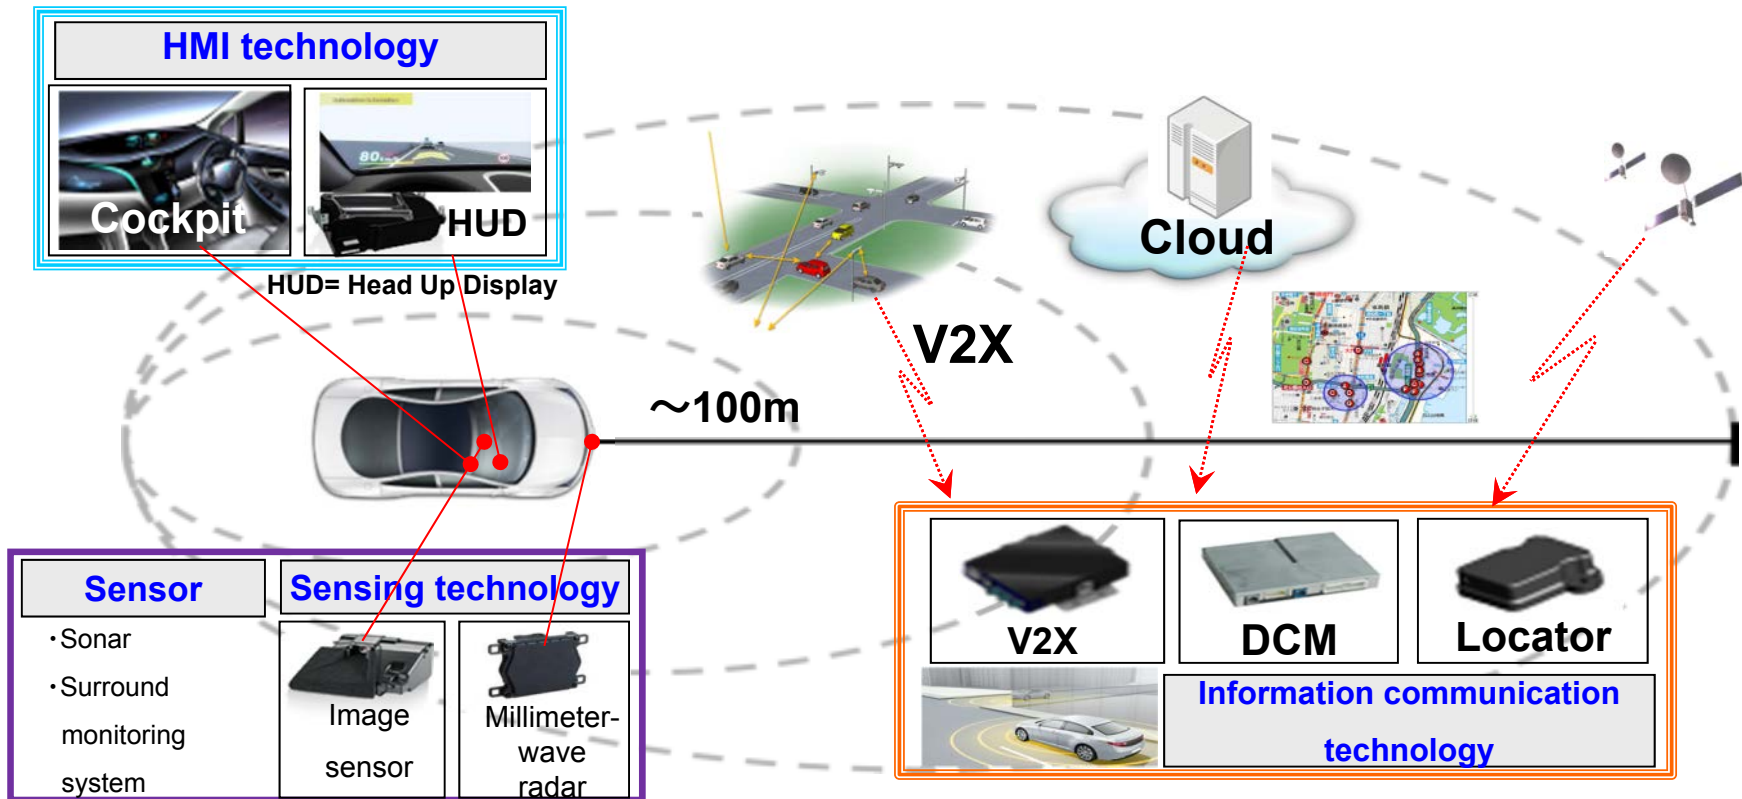 HMI technology
Cockpit
80
HUD
HUD= Head Up Display
Cloud
V2X
～100m
Sensor
・Sonar
・Surround
monitoring
system
Sensing technology
Image
sensor
Millimeter-
wave
radar
V2X
DCM
Locator
Information communication
technology